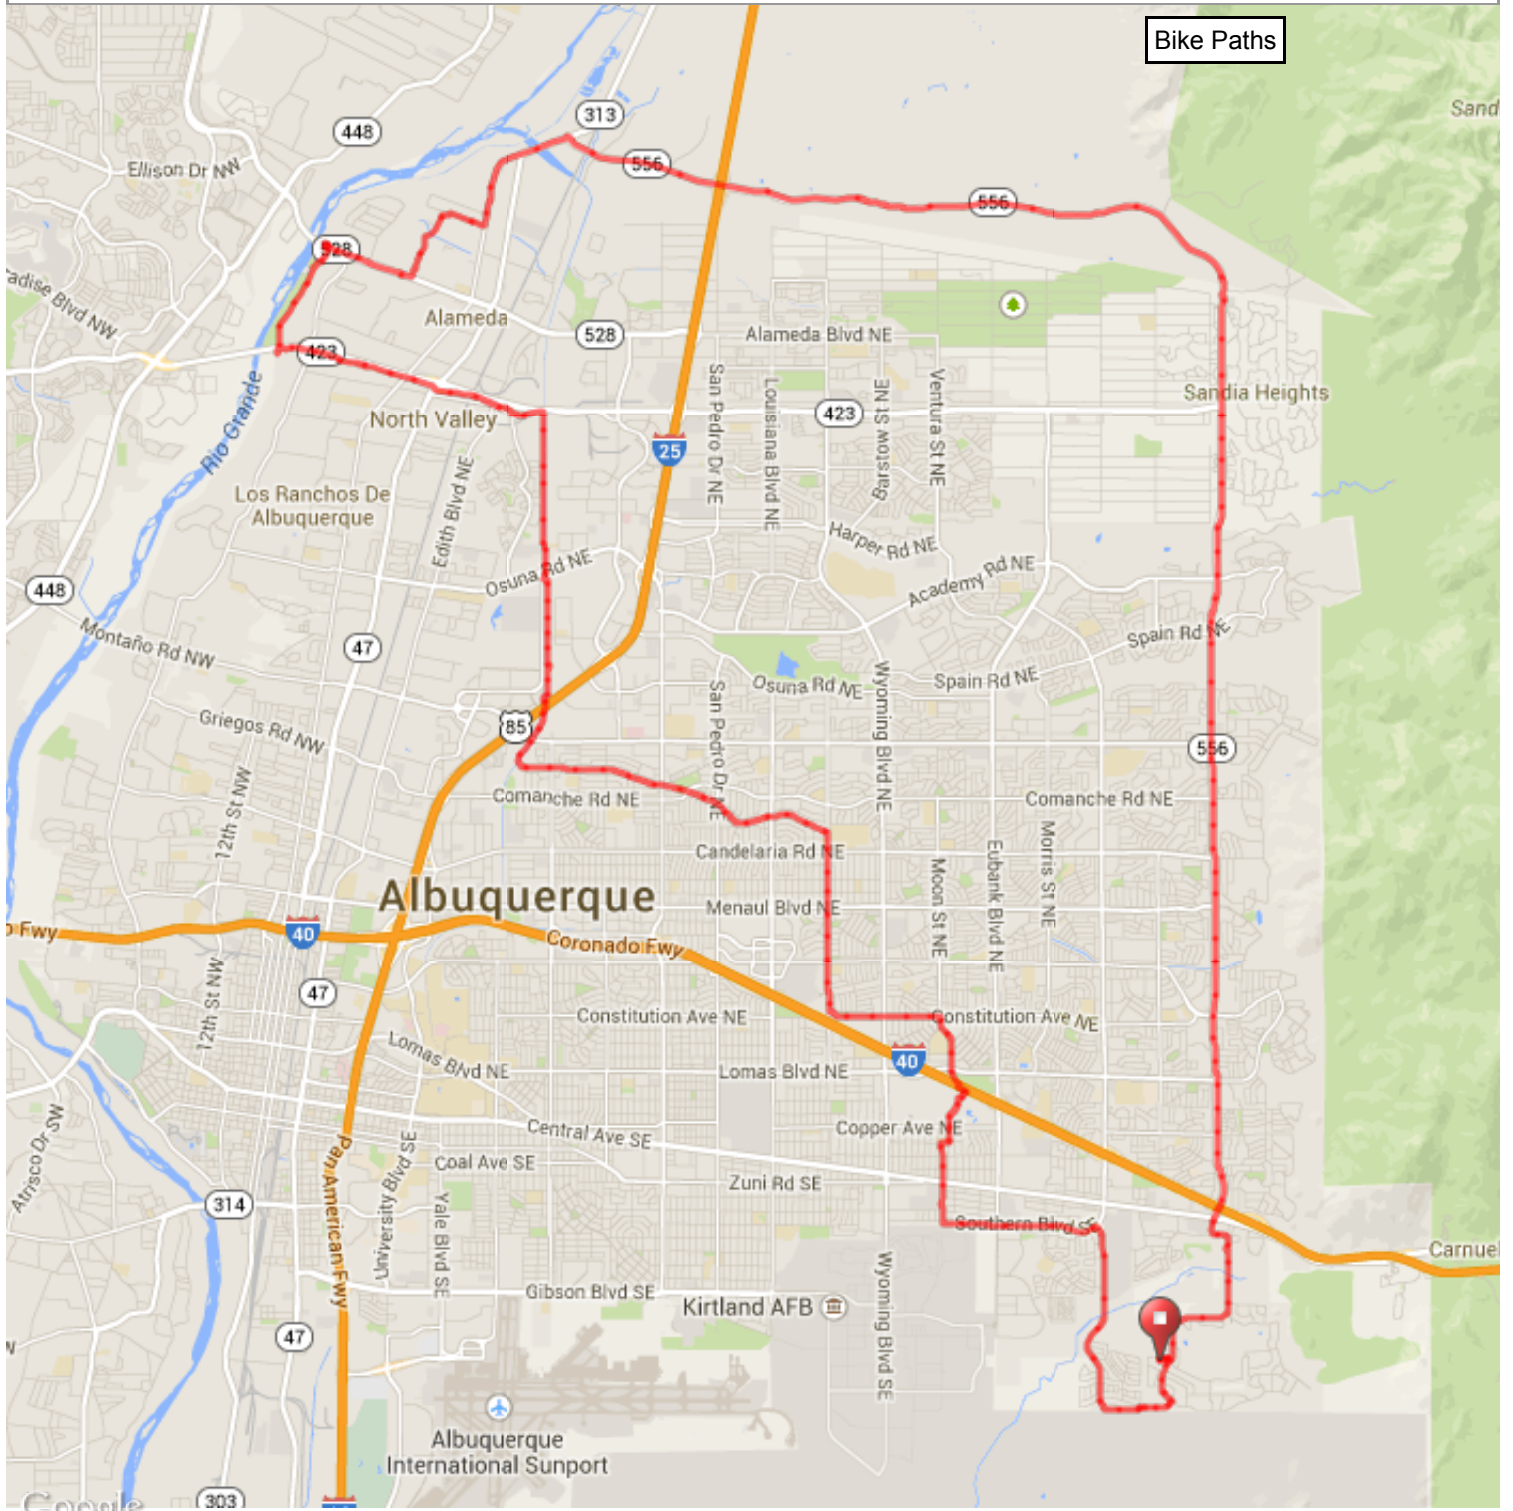 Bike Paths
Sand
313
448
Ellison Dr NW
556
556
528
adise Blvd NW
Alameda
528
Alameda Blvd NE
423
Sandia Heights
North Valley
423
Rio Grande
25
San Pedro Dr NE
Louisiana Blvd NE
Barstow St NE
Ventura St NE
Los Ranchos De
Albuquerque
Edith Blvd NE
Harper Rd NE
Osuna Rd NE
Academy Rd NE
448
Montaño Rd NW
47
Spain Rd NE
Osuna Rd NE
Spain Rd NE
Griegos Rd NW
85
San Pedro Dr NE
Wyoming Blvd NE
556
Comanche Rd NE
Comanche Rd NE
12th St NW
Candelaria Rd NE
Moon St NE
Eubank Blvd NE
Morris St NE
Albuquerque
Menaul Blvd NE
o Fwy
40
Coronado Fwy
47
12th St NW
Constitution Ave NE
Constitution Ave NE
Lomas Blvd NE
Lomas Blvd NE
40
Central Ave SE
Copper Ave NE
Atrisco Dr SW
Pan American Fwy
University Blvd SE
Coal Ave SE
Zuni Rd SE
314
Yale Blvd SE
Southern Blvd SE
Carnuel
Gibson Blvd SE
Kirtland AFB
Wyoming Blvd SE
47
W
Albuquerque
International Sunport
Google
303